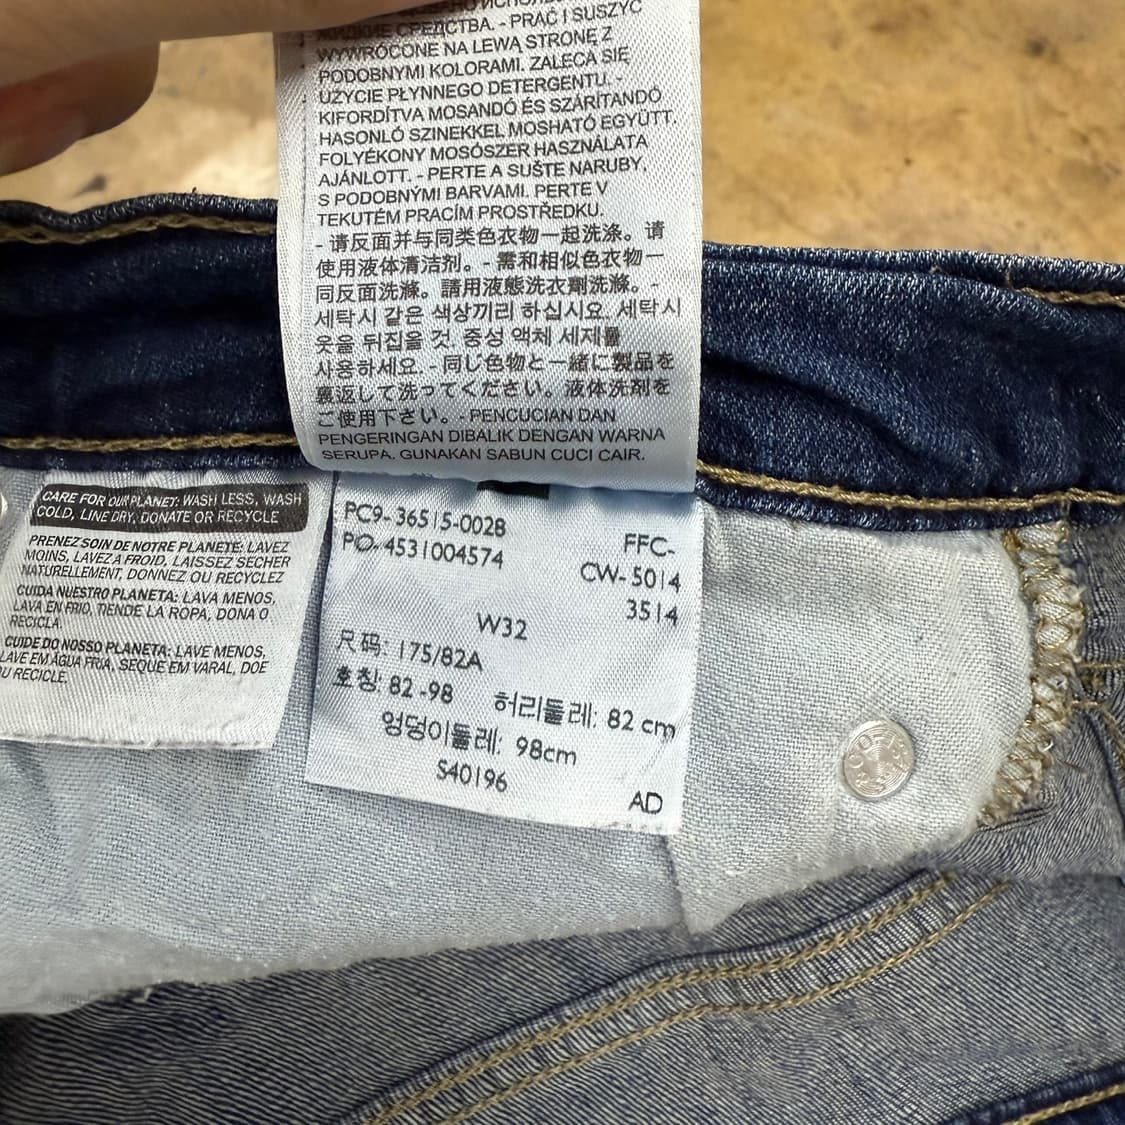 ЖИДКИЕ СРЕДСТВА. - PRAĆ I SUSZYĆ
WYWRÓCONE NA LEWĄ STRONĘ Z
PODOBNYMI KOLORAMI. ZALECA SIĘ
UŻYCIE PŁYNNEGO DETERGENTU. -
KIFORDÍTVA MOSANDÓ ÉS SZÁRÍTANDÓ
HASONLÓ SZINEKKEL MOSHATÓ EGYÜTT.
FOLYÉKONY MOSÓSZER HASZNÁLATA
AJÁNLOTT. - PERTE A SUŠTE NARUBY,
S PODOBNÝMI BARVAMI. PERTE V
TEKUTÉM PRACÍM PROSTŘEDKU.
- 请反面并与同类色衣物一起洗涤。请
使用液体清洁剂。- 需和相似色衣物一
同反面洗滌。請用液態洗衣劑洗滌。-
세탁시 같은 색상끼리 하십시요. 세탁시
옷을 뒤집을 것. 중성 액체 세제를
사용하세요. - 同じ色物と一緒に製品を
裏返して洗ってください。液体洗剤を
ご使用下さい。- PENCUCIAN DAN
PENGERINGAN DIBALIK DENGAN WARNA
SERUPA. GUNAKAN SABUN CUCI CAIR.
CARE FOR OUR PLANET: WASH LESS, WASH
COLD, LINE DRY, DONATE OR RECYCLE
PRENEZ SOIN DE NOTRE PLANETE: LAVEZ
MOINS, LAVEZ À FROID, LAISSEZ SECHER
NATURELLEMENT, DONNEZ OU RECYCLEZ
CUIDA NUESTRO PLANETA: LAVA MENOS,
LAVA EN FRIO, TIENDE LA ROPA, DONA O
RECICLA.
CUIDE DO NOSSO PLANETA: LAVE MENOS,
LAVE EM ÁGUA FRIA, SEQUE EM VARAL, DOE
OU RECICLE.
PC9-36515-0028
FFC-
PO-4531004574
CW-5014
3514
W32
尺码: 175/82A
호칭: 82-98 허리둘레: 82 cm
엉덩이둘레: 98cm
S40196
AD